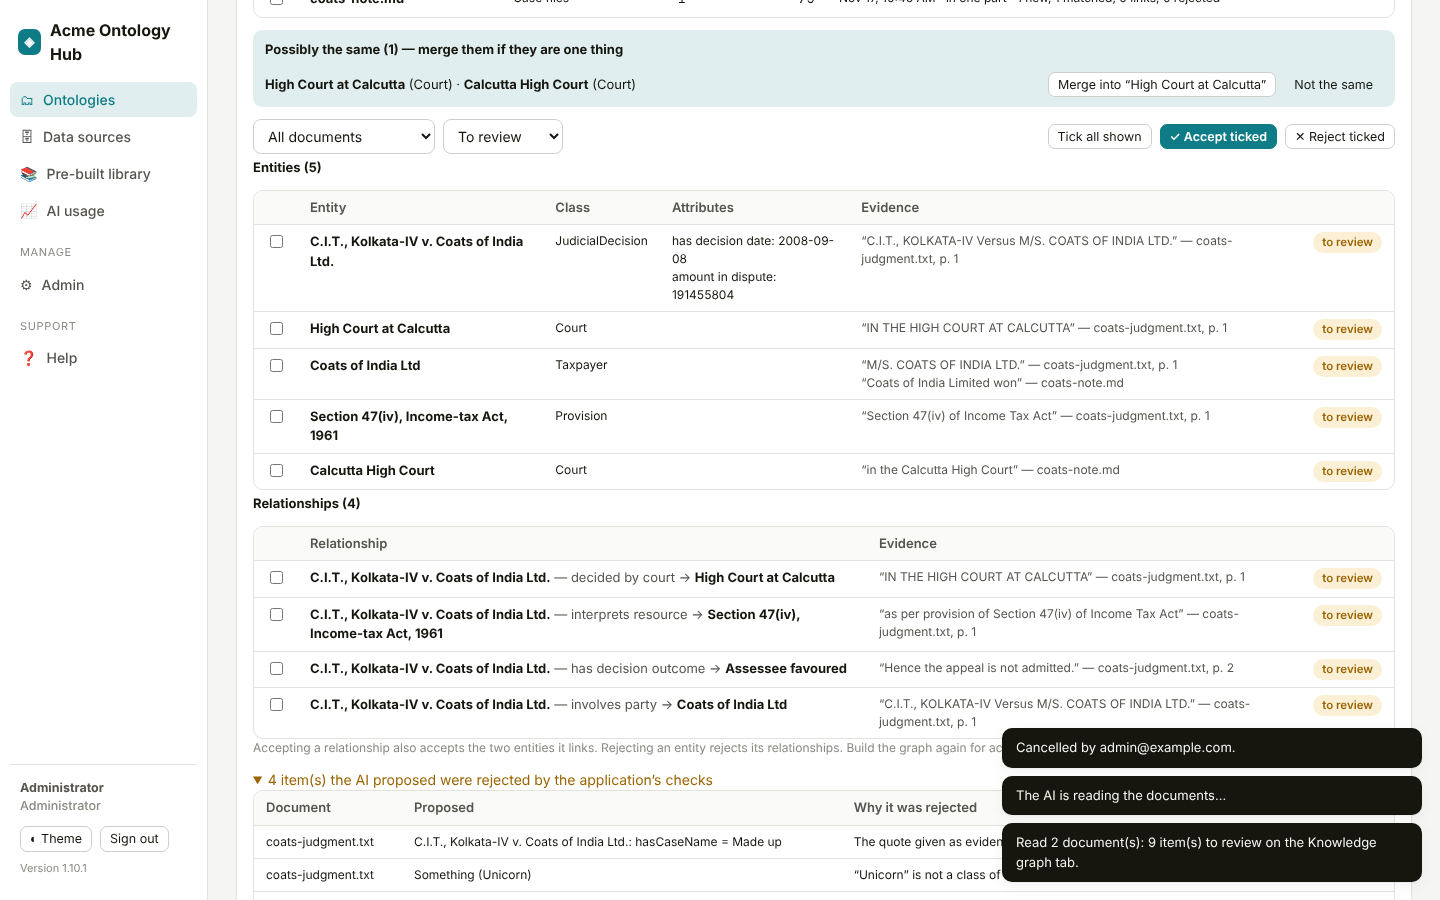 Acme Ontology
Hub
Ontologies
Data sources
Pre-built library
AI usage
MANAGE
Admin
SUPPORT
Help
Administrator
Administrator
Theme
Sign out
Version 1.10.1
Possibly the same (1) — merge them if they are one thing
High Court at Calcutta (Court) · Calcutta High Court (Court)
Merge into “High Court at Calcutta”
Not the same
All documents
To review
Tick all shown
✓ Accept ticked
✕ Reject ticked
Entities (5)
Entity Class Attributes Evidence
C.I.T., Kolkata-IV v. Coats of India
Ltd.
JudicialDecision
has decision date: 2008-09-
08
amount in dispute:
191455804
“C.I.T., KOLKATA-IV Versus M/S. COATS OF INDIA LTD.” — coats-
judgment.txt, p. 1
to review
High Court at Calcutta
Court
“IN THE HIGH COURT AT CALCUTTA” — coats-judgment.txt, p. 1
to review
Coats of India Ltd
Taxpayer
“M/S. COATS OF INDIA LTD.” — coats-judgment.txt, p. 1
“Coats of India Limited won” — coats-note.md
to review
Section 47(iv), Income-tax Act,
1961
Provision
“Section 47(iv) of Income Tax Act” — coats-judgment.txt, p. 1
to review
Calcutta High Court
Court
“in the Calcutta High Court” — coats-note.md
to review
Relationships (4)
Relationship Evidence
C.I.T., Kolkata-IV v. Coats of India Ltd. — decided by court → High Court at Calcutta
“IN THE HIGH COURT AT CALCUTTA” — coats-judgment.txt, p. 1
to review
C.I.T., Kolkata-IV v. Coats of India Ltd. — interprets resource → Section 47(iv),
Income-tax Act, 1961
“as per provision of Section 47(iv) of Income Tax Act” — coats-
judgment.txt, p. 1
to review
C.I.T., Kolkata-IV v. Coats of India Ltd. — has decision outcome → Assessee favoured
“Hence the appeal is not admitted.” — coats-judgment.txt, p. 2
to review
C.I.T., Kolkata-IV v. Coats of India Ltd. — involves party → Coats of India Ltd
“C.I.T., KOLKATA-IV Versus M/S. COATS OF INDIA LTD.” — coats-
judgment.txt, p. 1
to review
Accepting a relationship also accepts the two entities it links. Rejecting an entity rejects its relationships. Build the graph again for
▼ 4 item(s) the AI proposed were rejected by the application’s checks
Document Proposed Why it was rejected
coats-judgment.txt
C.I.T., Kolkata-IV v. Coats of India Ltd.: hasCaseName = Made up
The quote given as
coats-judgment.txt
Something (Unicorn)
“Unicorn” is not a class of
Cancelled by admin@example.com.
The AI is reading the documents…
Read 2 document(s): 9 item(s) to review on the Knowledge
graph tab.